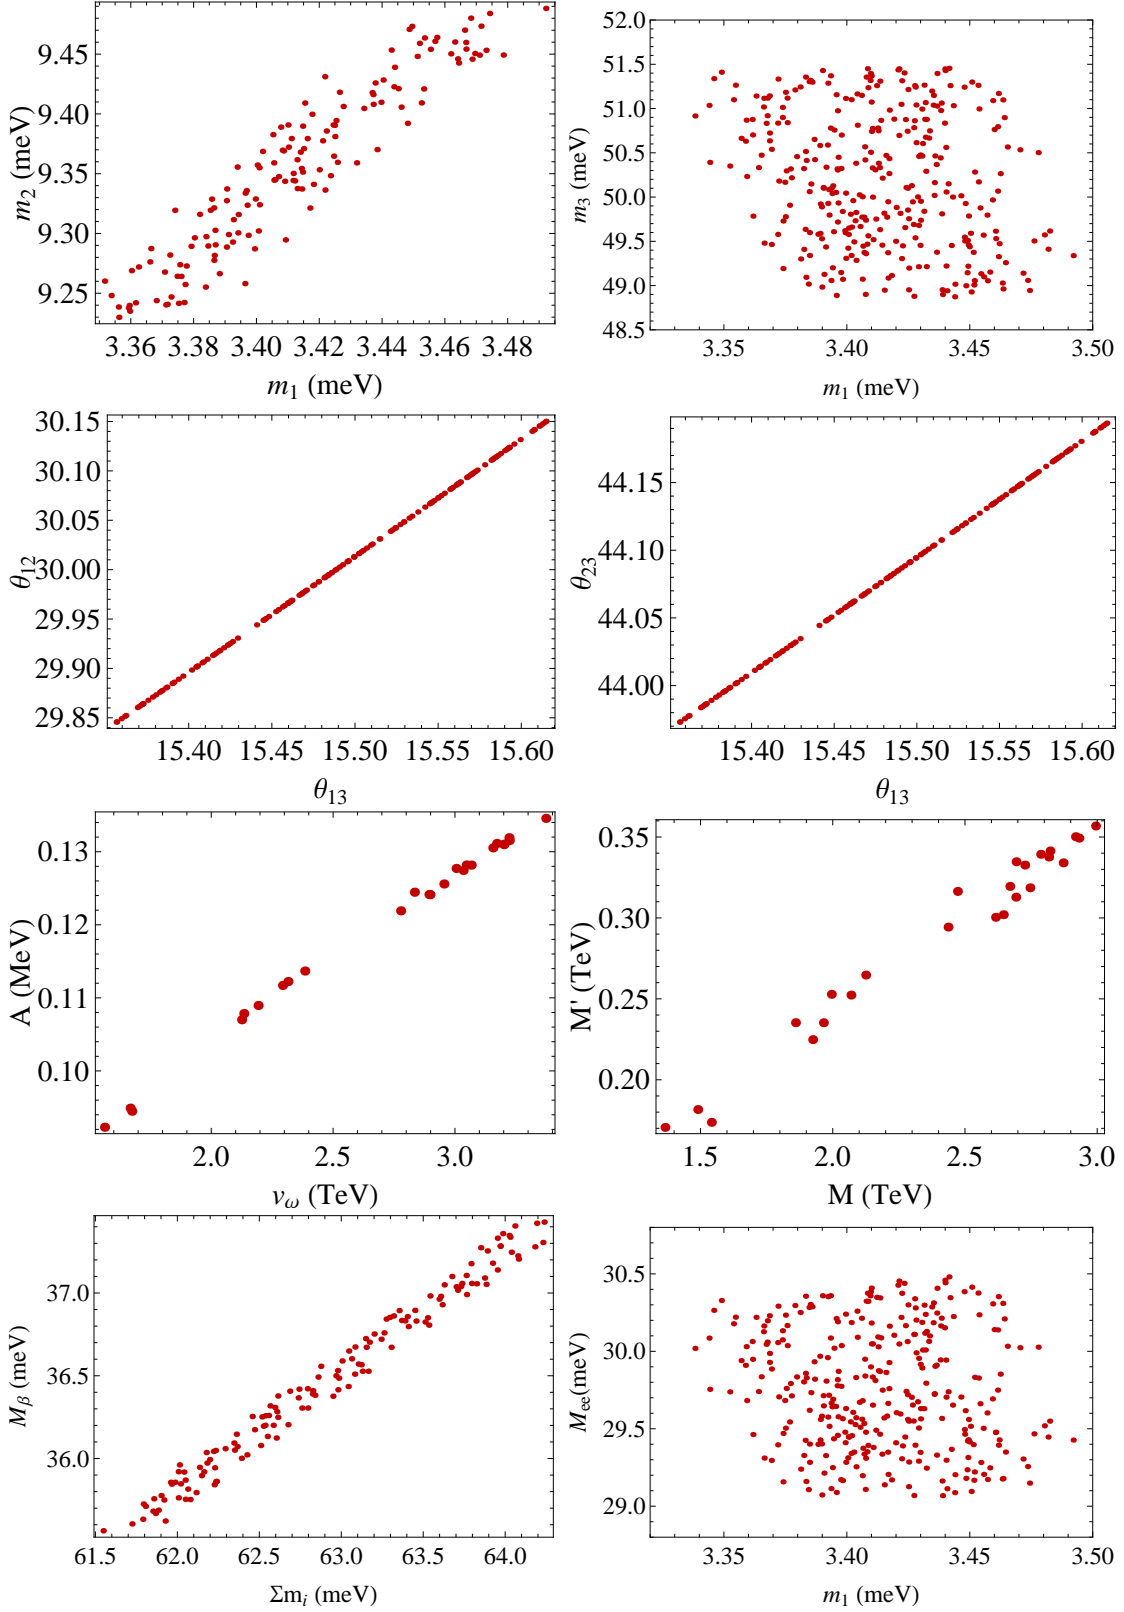 9.45
9.40
9.35
9.30
9.25
m₂ (meV)
3.36 3.38 3.40 3.42 3.44 3.46 3.48
m₁ (meV)
52.0
51.5
51.0
50.5
50.0
49.5
49.0
48.5
m₃ (meV)
3.35 3.40 3.45 3.50
m₁ (meV)
30.15
30.10
30.05
30.00
29.95
29.90
29.85
θ₁₂
15.40 15.45 15.50 15.55 15.60
θ₁₃
44.15
44.10
44.05
44.00
θ₂₃
15.40 15.45 15.50 15.55 15.60
θ₁₃
0.13
0.12
0.11
0.10
A (MeV)
2.0 2.5 3.0
v_ω (TeV)
0.35
0.30
0.25
0.20
M' (TeV)
1.5 2.0 2.5 3.0
M (TeV)
37.0
36.5
36.0
M_β (meV)
61.5 62.0 62.5 63.0 63.5 64.0
Σm_i (meV)
30.5
30.0
29.5
29.0
M_ee(meV)
3.35 3.40 3.45 3.50
m₁ (meV)